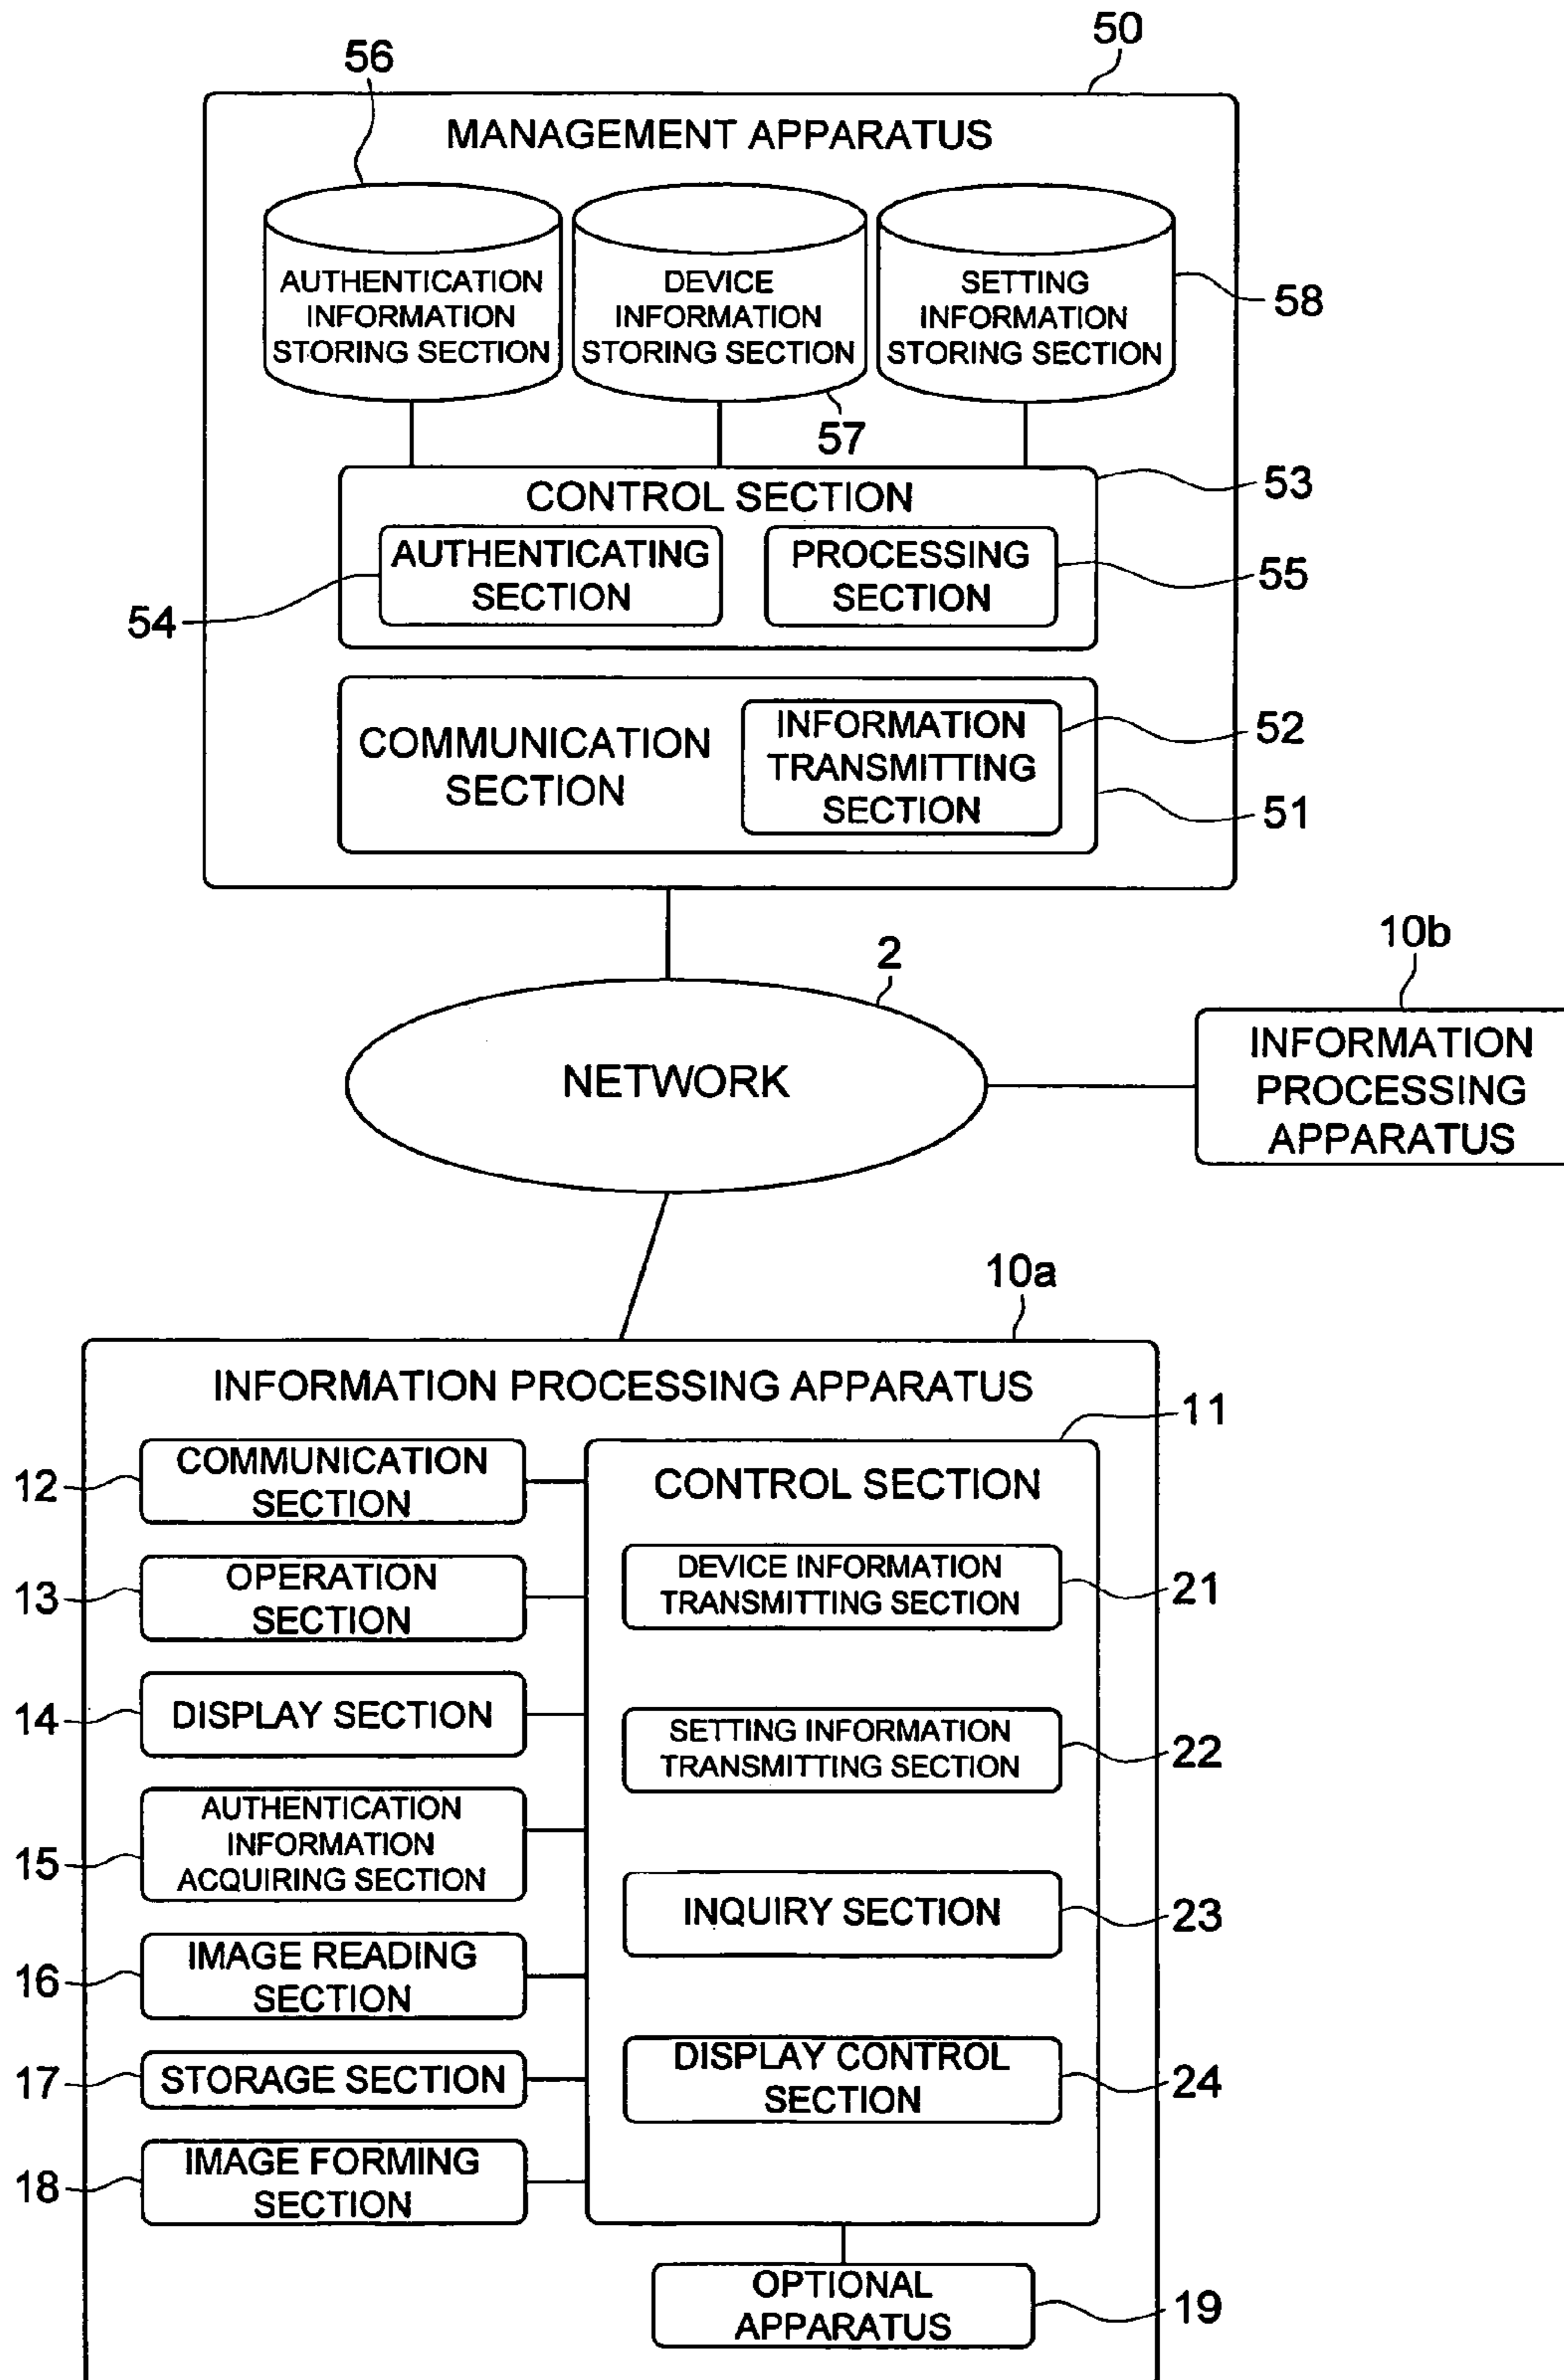 50
56
MANAGEMENT APPARATUS
AUTHENTICATION
INFORMATION
STORING SECTION
DEVICE
INFORMATION
STORING SECTION
SETTING
INFORMATION
STORING SECTION
58
57
CONTROL SECTION
53
AUTHENTICATING
SECTION
PROCESSING
SECTION
55
54
COMMUNICATION
SECTION
INFORMATION
TRANSMITTING
SECTION
52
51
2
NETWORK
10b
INFORMATION
PROCESSING
APPARATUS
10a
INFORMATION PROCESSING APPARATUS
11
12
COMMUNICATION
SECTION
CONTROL SECTION
13
OPERATION
SECTION
DEVICE INFORMATION
TRANSMITTING SECTION
21
14
DISPLAY SECTION
SETTING INFORMATION
TRANSMITTING SECTION
22
15
AUTHENTICATION
INFORMATION
ACQUIRING SECTION
INQUIRY SECTION
23
16
IMAGE READING
SECTION
17
STORAGE SECTION
DISPLAY CONTROL
SECTION
24
18
IMAGE FORMING
SECTION
OPTIONAL
APPARATUS
19